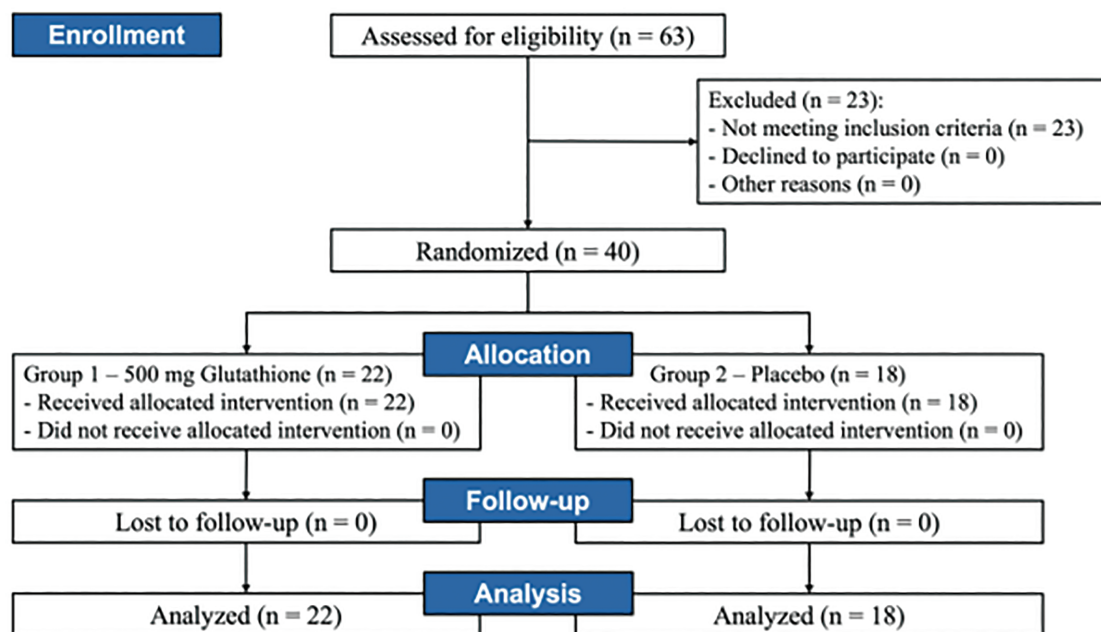 Enrollment
Assessed for eligibility (n = 63)
Excluded (n = 23):
- Not meeting inclusion criteria (n = 23)
- Declined to participate (n = 0)
- Other reasons (n = 0)
Randomized (n = 40)
Allocation
Group 1 – 500 mg Glutathione (n = 22)
- Received allocated intervention (n = 22)
- Did not receive allocated intervention (n = 0)
Group 2 – Placebo (n = 18)
- Received allocated intervention (n = 18)
- Did not receive allocated intervention (n = 0)
Follow-up
Lost to follow-up (n = 0)
Lost to follow-up (n = 0)
Analysis
Analyzed (n = 22)
Analyzed (n = 18)